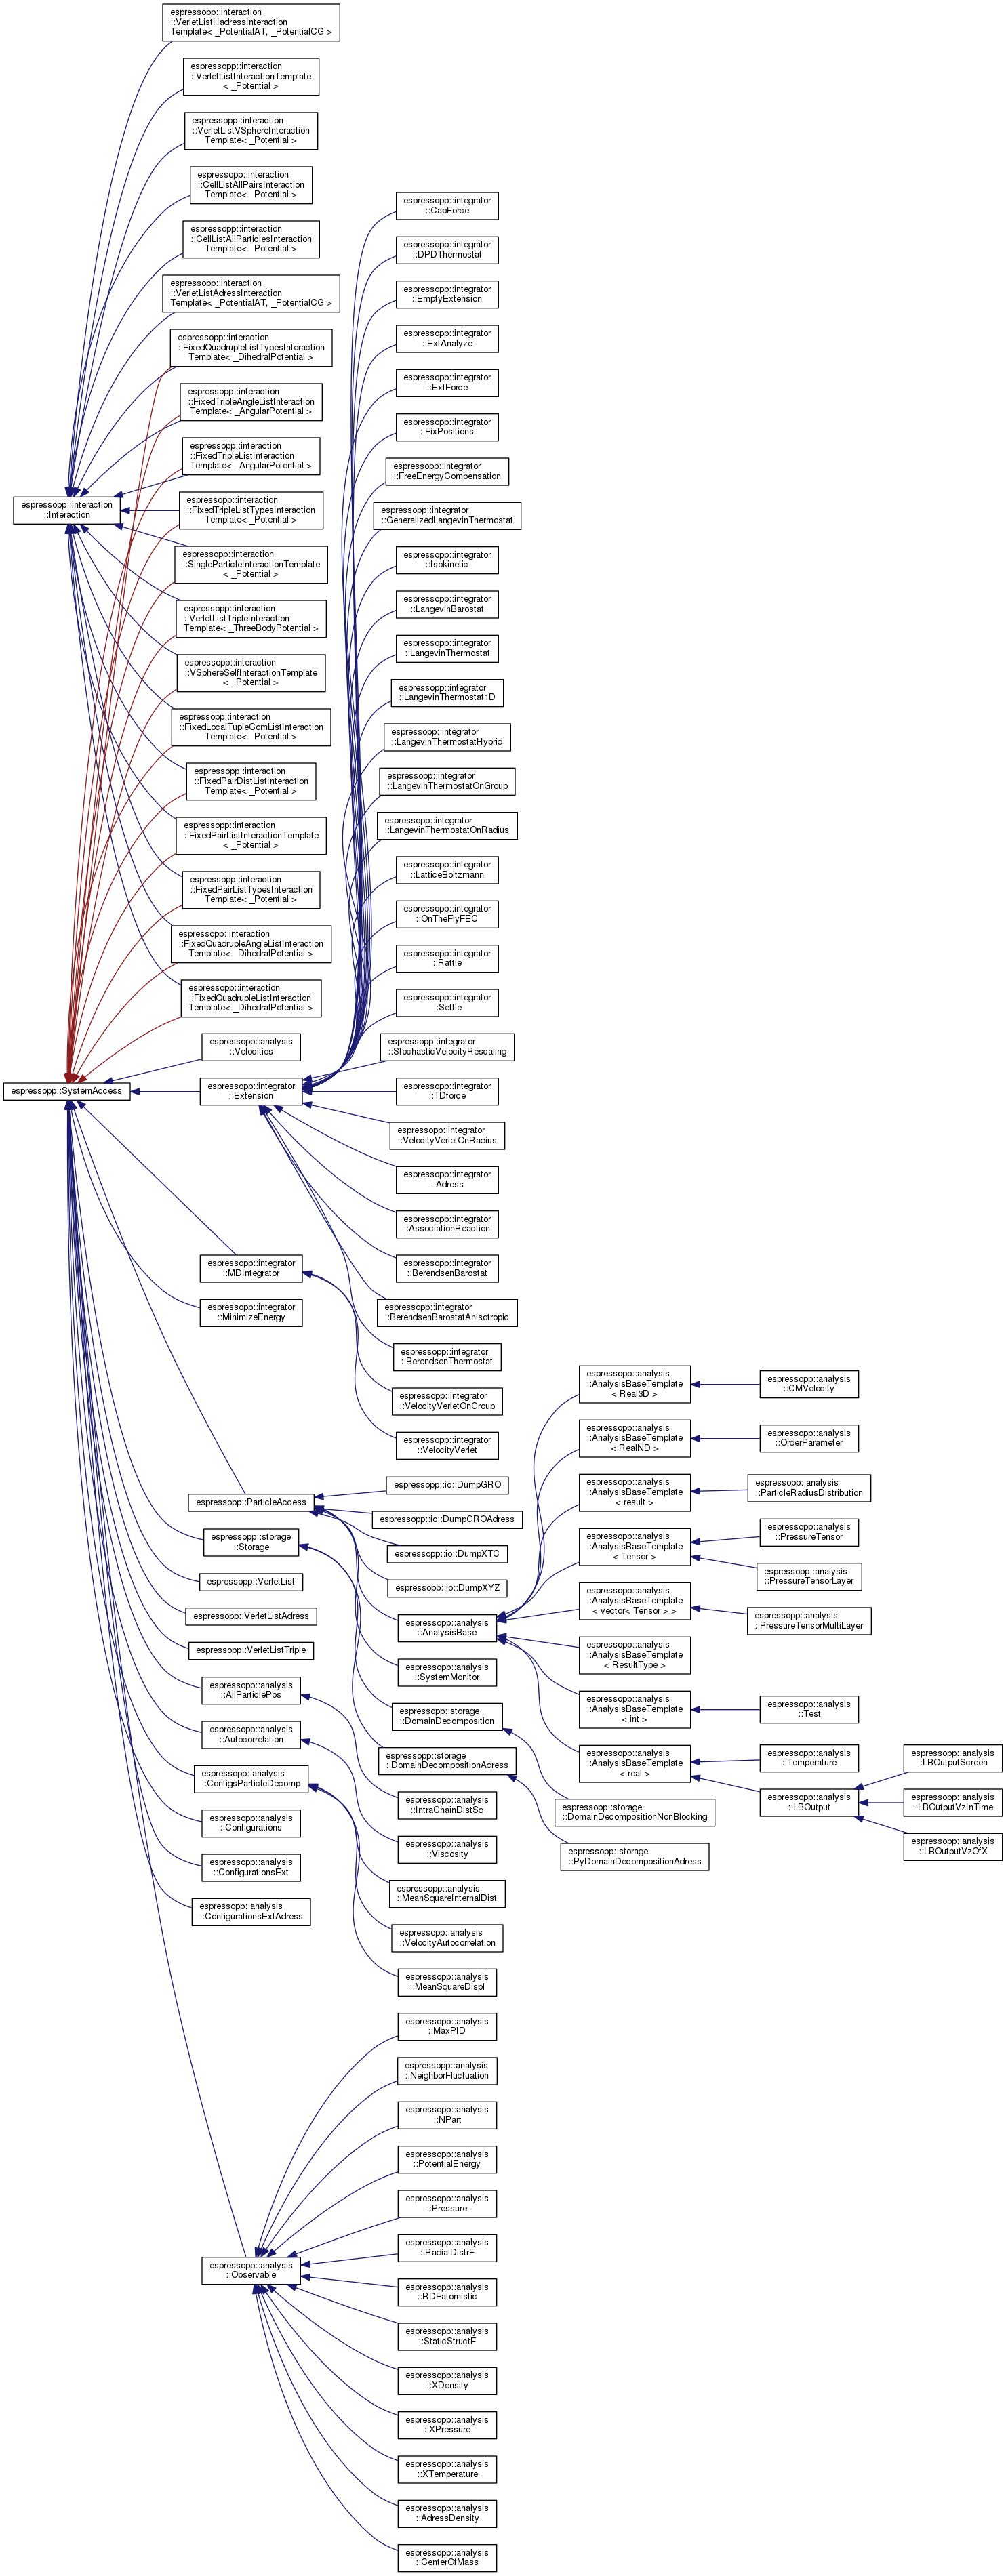 espressopp::interaction
::VerletListHadressInteraction
Template< _PotentialAT, _PotentialCG >
espressopp::interaction
::VerletListInteractionTemplate
< _Potential >
espressopp::interaction
::VerletListVSphereInteraction
Template< _Potential >
espressopp::interaction
::CellListAllPairsInteraction
Template< _Potential >
espressopp::interaction
::CellListAllParticlesInteraction
Template< _Potential >
espressopp::interaction
::VerletListAdressInteraction
Template< _PotentialAT, _PotentialCG >
espressopp::interaction
::FixedQuadrupleListTypesInteraction
Template< _DihedralPotential >
espressopp::interaction
::FixedTripleAngleListInteraction
Template< _AngularPotential >
espressopp::interaction
::FixedTripleListInteraction
Template< _AngularPotential >
espressopp::interaction
::Interaction
espressopp::interaction
::FixedTripleListTypesInteraction
Template< _Potential >
espressopp::interaction
::SingleParticleInteractionTemplate
< _Potential >
espressopp::interaction
::VerletListTripleInteraction
Template< _ThreeBodyPotential >
espressopp::interaction
::VSphereSelfInteractionTemplate
< _Potential >
espressopp::interaction
::FixedLocalTupleComListInteraction
Template< _Potential >
espressopp::interaction
::FixedPairDistListInteraction
Template< _Potential >
espressopp::interaction
::FixedPairListInteractionTemplate
< _Potential >
espressopp::interaction
::FixedPairListTypesInteraction
Template< _Potential >
espressopp::interaction
::FixedQuadrupleAngleListInteraction
Template< _DihedralPotential >
espressopp::interaction
::FixedQuadrupleListInteraction
Template< _DihedralPotential >
espressopp::analysis
::Velocities
espressopp::SystemAccess
espressopp::integrator
::Extension
espressopp::integrator
::CapForce
espressopp::integrator
::DPDThermostat
espressopp::integrator
::EmptyExtension
espressopp::integrator
::ExtAnalyze
espressopp::integrator
::ExtForce
espressopp::integrator
::FixPositions
espressopp::integrator
::FreeEnergyCompensation
espressopp::integrator
::GeneralizedLangevinThermostat
espressopp::integrator
::Isokinetic
espressopp::integrator
::LangevinBarostat
espressopp::integrator
::LangevinThermostat
espressopp::integrator
::LangevinThermostat1D
espressopp::integrator
::LangevinThermostatHybrid
espressopp::integrator
::LangevinThermostatOnGroup
espressopp::integrator
::LangevinThermostatOnRadius
espressopp::integrator
::LatticeBoltzmann
espressopp::integrator
::OnTheFlyFEC
espressopp::integrator
::Rattle
espressopp::integrator
::Settle
espressopp::integrator
::StochasticVelocityRescaling
espressopp::integrator
::TDforce
espressopp::integrator
::VelocityVerletOnRadius
espressopp::integrator
::Adress
espressopp::integrator
::AssociationReaction
espressopp::integrator
::BerendsenBarostat
espressopp::integrator
::BerendsenBarostatAnisotropic
espressopp::integrator
::BerendsenThermostat
espressopp::integrator
::MDIntegrator
espressopp::integrator
::MinimizeEnergy
espressopp::integrator
::VelocityVerletOnGroup
espressopp::integrator
::VelocityVerlet
espressopp::ParticleAccess
espressopp::storage
::Storage
espressopp::VerletList
espressopp::VerletListAdress
espressopp::VerletListTriple
espressopp::analysis
::AllParticlePos
espressopp::analysis
::Autocorrelation
espressopp::analysis
::ConfigsParticleDecomp
espressopp::analysis
::Configurations
espressopp::analysis
::ConfigurationsExt
espressopp::analysis
::ConfigurationsExtAdress
espressopp::io::DumpGRO
espressopp::io::DumpGROAdress
espressopp::io::DumpXTC
espressopp::io::DumpXYZ
espressopp::analysis
::AnalysisBase
espressopp::analysis
::SystemMonitor
espressopp::storage
::DomainDecomposition
espressopp::storage
::DomainDecompositionAdress
espressopp::analysis
::IntraChainDistSq
espressopp::analysis
::Viscosity
espressopp::analysis
::MeanSquareInternalDist
espressopp::analysis
::VelocityAutocorrelation
espressopp::analysis
::MeanSquareDispl
espressopp::analysis
::AnalysisBaseTemplate
< Real3D >
espressopp::analysis
::AnalysisBaseTemplate
< RealND >
espressopp::analysis
::AnalysisBaseTemplate
< result >
espressopp::analysis
::AnalysisBaseTemplate
< Tensor >
espressopp::analysis
::AnalysisBaseTemplate
< vector< Tensor > >
espressopp::analysis
::AnalysisBaseTemplate
< ResultType >
espressopp::analysis
::AnalysisBaseTemplate
< int >
espressopp::analysis
::AnalysisBaseTemplate
< real >
espressopp::storage
::DomainDecompositionNonBlocking
espressopp::storage
::PyDomainDecompositionAdress
espressopp::analysis
::CMVelocity
espressopp::analysis
::OrderParameter
espressopp::analysis
::ParticleRadiusDistribution
espressopp::analysis
::PressureTensor
espressopp::analysis
::PressureTensorLayer
espressopp::analysis
::PressureTensorMultiLayer
espressopp::analysis
::Test
espressopp::analysis
::Temperature
espressopp::analysis
::LBOutput
espressopp::analysis
::LBOutputScreen
espressopp::analysis
::LBOutputVzInTime
espressopp::analysis
::LBOutputVzOfX
espressopp::analysis
::Observable
espressopp::analysis
::MaxPID
espressopp::analysis
::NeighborFluctuation
espressopp::analysis
::NPart
espressopp::analysis
::PotentialEnergy
espressopp::analysis
::Pressure
espressopp::analysis
::RadialDistrF
espressopp::analysis
::RDFatomistic
espressopp::analysis
::StaticStructF
espressopp::analysis
::XDensity
espressopp::analysis
::XPressure
espressopp::analysis
::XTemperature
espressopp::analysis
::AdressDensity
espressopp::analysis
::CenterOfMass